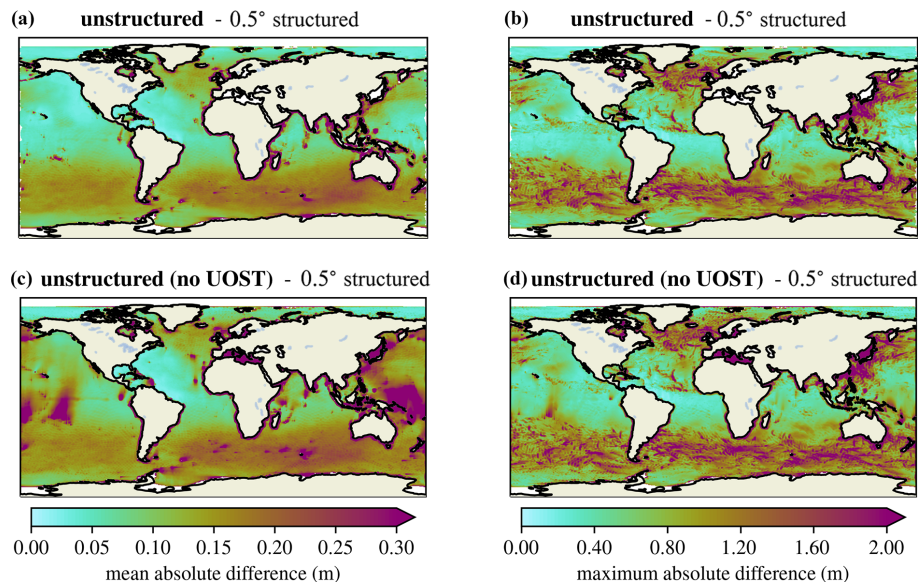 (a) unstructured - 0.5° structured
(b) unstructured - 0.5° structured
(c) unstructured (no UOST) - 0.5° structured
(d) unstructured (no UOST) - 0.5° structured
0.00 0.05 0.10 0.15 0.20 0.25 0.30
mean absolute difference (m)
0.00 0.40 0.80 1.20 1.60 2.00
maximum absolute difference (m)